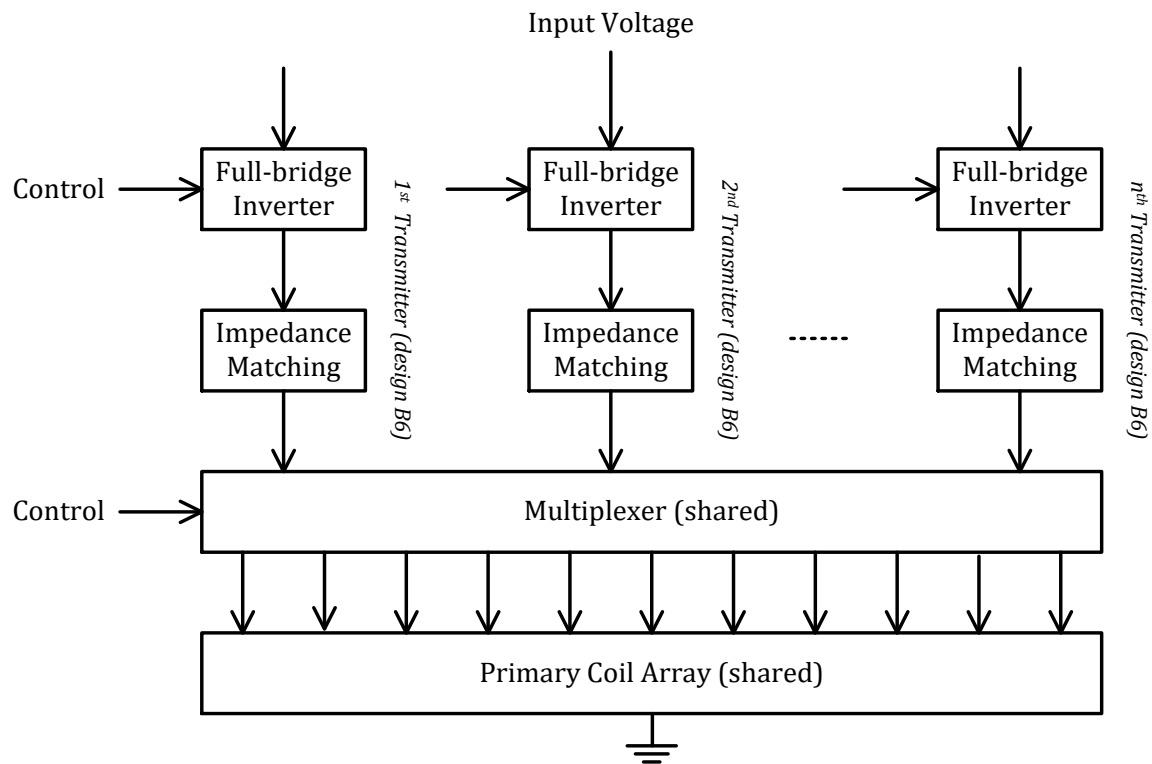 Input Voltage
Control
Full-bridge
Inverter
1st Transmitter (design B6)
Full-bridge
Inverter
2nd Transmitter (design B6)
Full-bridge
Inverter
nth Transmitter (design B6)
Impedance
Matching
Impedance
Matching
......
Impedance
Matching
Control
Multiplexer (shared)
Primary Coil Array (shared)